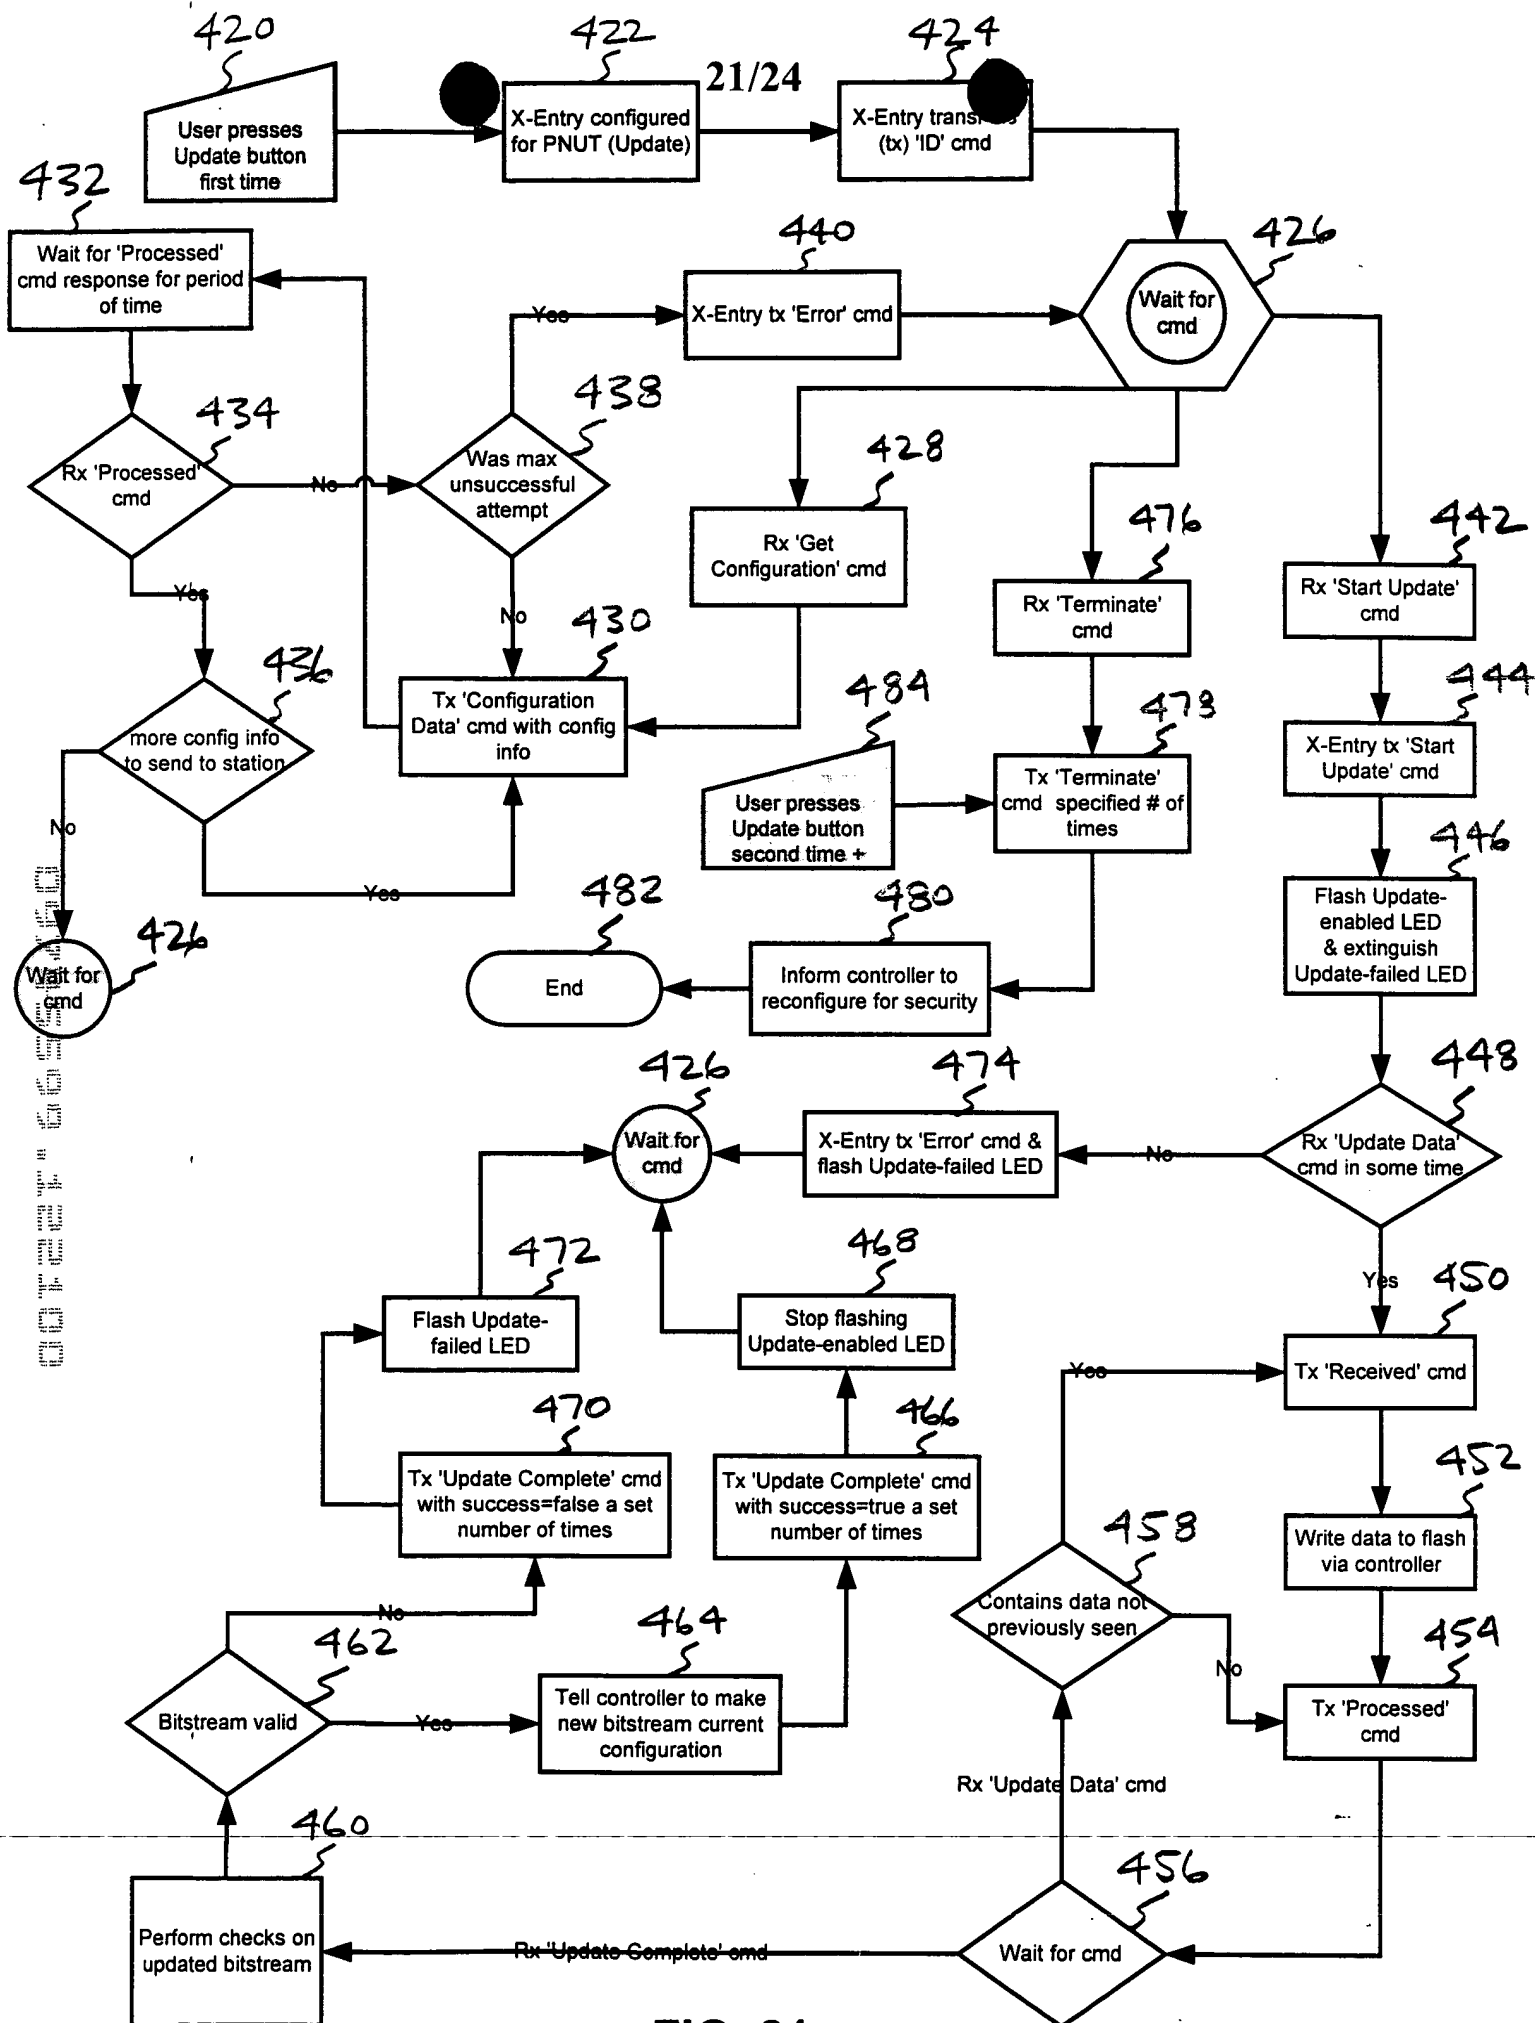 420
422
21/24
424
User presses
Update button
first time
X-Entry configured
for PNUT (Update)
X-Entry
(tx) 'ID' cmd
432
Wait for 'Processed'
cmd response for period
of time
440
X-Entry tx 'Error' cmd
426
Wait for
cmd
Yes
434
Rx 'Processed'
cmd
No
438
Was max
unsuccessful
attempt
428
Rx 'Get
Configuration' cmd
476
Rx 'Terminate'
cmd
442
Rx 'Start Update'
cmd
Yes
No
436
more config info
to send to station
430
Tx 'Configuration
Data' cmd with config
info
484
User presses
Update button
second time +
478
Tx 'Terminate'
cmd specified # of
times
444
X-Entry tx 'Start
Update' cmd
No
Yes
446
Flash Update-
enabled LED
& extinguish
Update-failed LED
426
Wait for
cmd
482
End
480
Inform controller to
reconfigure for security
426
Wait for
cmd
474
X-Entry tx 'Error' cmd &
flash Update-failed LED
No
448
Rx 'Update Data'
cmd in some time
Yes
472
Flash Update-
failed LED
468
Stop flashing
Update-enabled LED
450
Tx 'Received' cmd
Yes
470
Tx 'Update Complete' cmd
with success=false a set
number of times
466
Tx 'Update Complete' cmd
with success=true a set
number of times
452
Write data to flash
via controller
458
Contains data not
previously seen
No
No
462
Bitstream valid
Yes
464
Tell controller to make
new bitstream current
configuration
454
Tx 'Processed'
cmd
Rx 'Update Data' cmd
460
Perform checks on
updated bitstream
Rx 'Update Complete' cmd
456
Wait for cmd